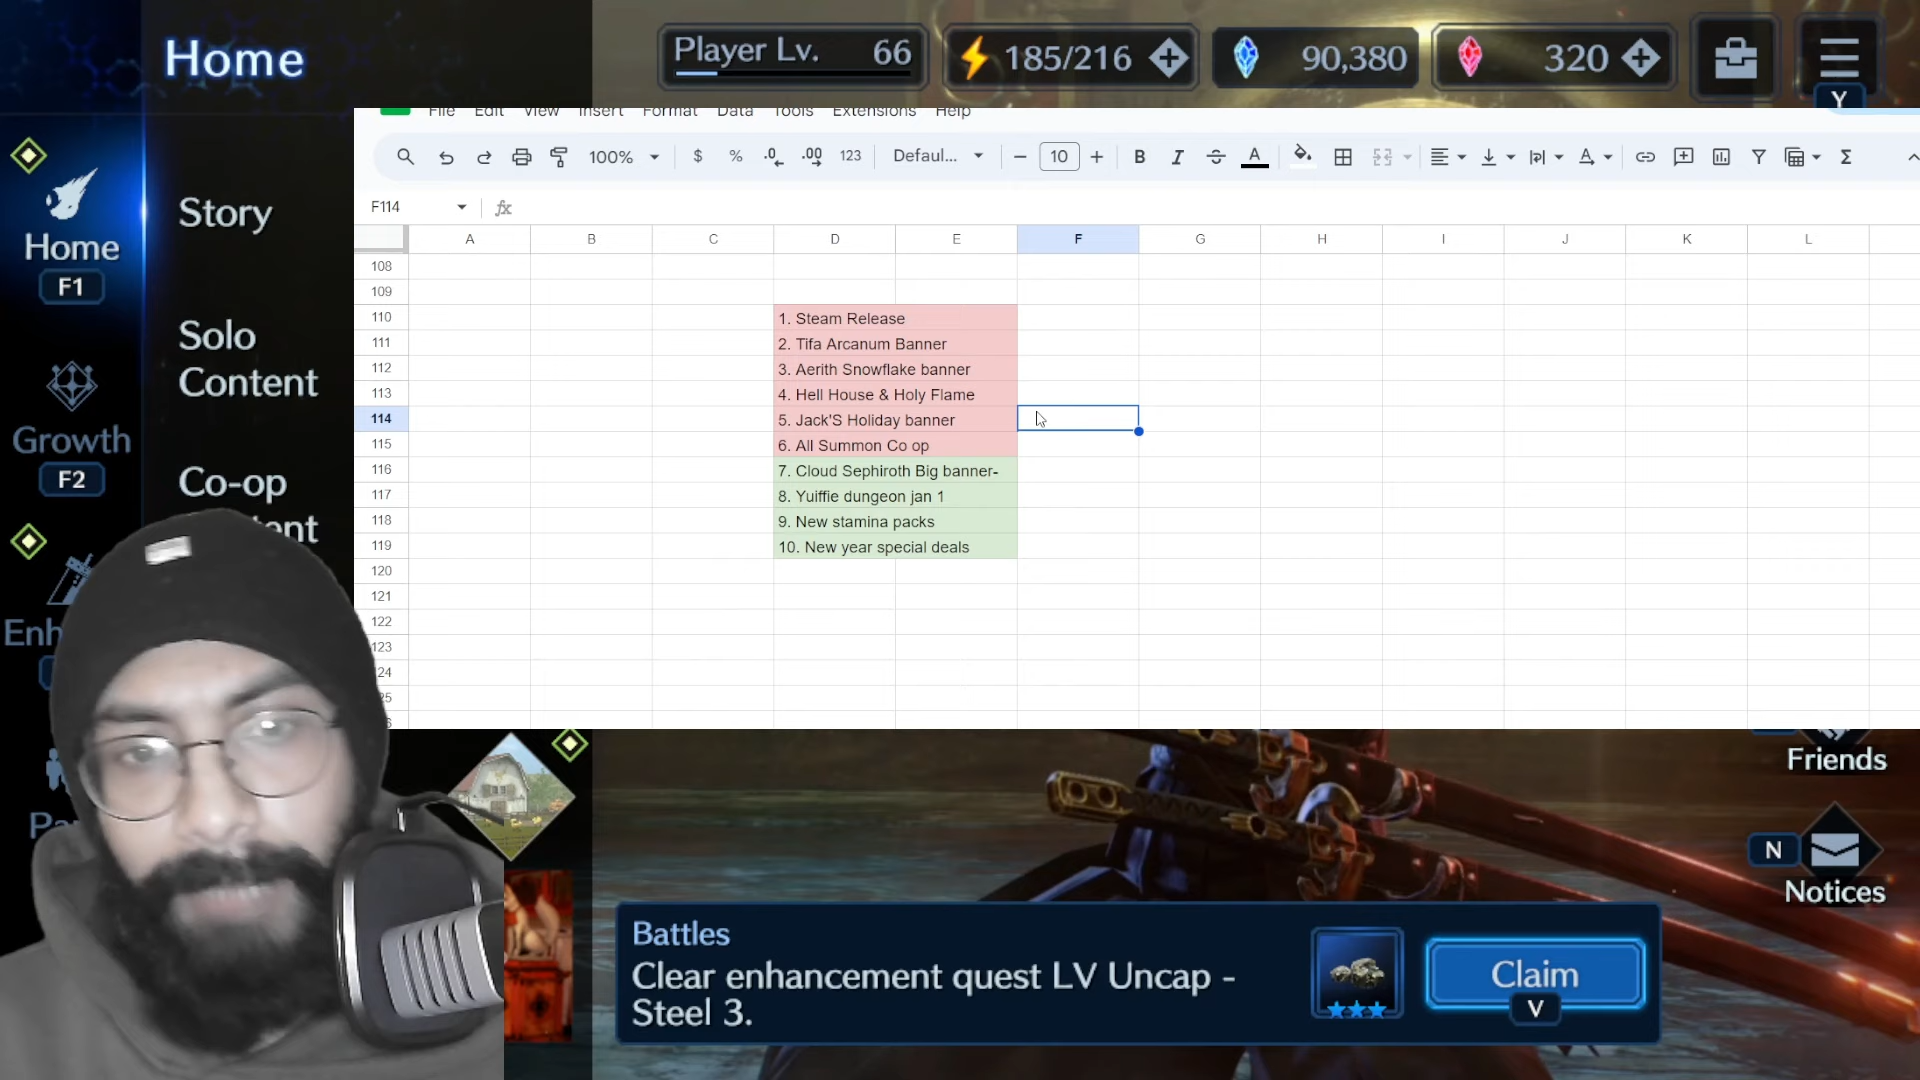 Home
Player Lv. 66
185/216
90,380
320
Y
File Edit View Insert Format Data Tools Extensions Help
100%
$ % .0 .00 123
Defaul...
10
B I A
F114
fx
A B C D E F G H I J K L
108
109
110 1. Steam Release
111 2. Tifa Arcanum Banner
112 3. Aerith Snowflake banner
113 4. Hell House & Holy Flame
114 5. Jack'S Holiday banner
115 6. All Summon Co op
116 7. Cloud Sephiroth Big banner-
117 8. Yuiffie dungeon jan 1
118 9. New stamina packs
119 10. New year special deals
120
121
122
123
Home
F1
Growth
F2
Story
Solo
Content
Co-op
Friends
N
Notices
Battles
Clear enhancement quest LV Uncap -
Steel 3.
Claim
V